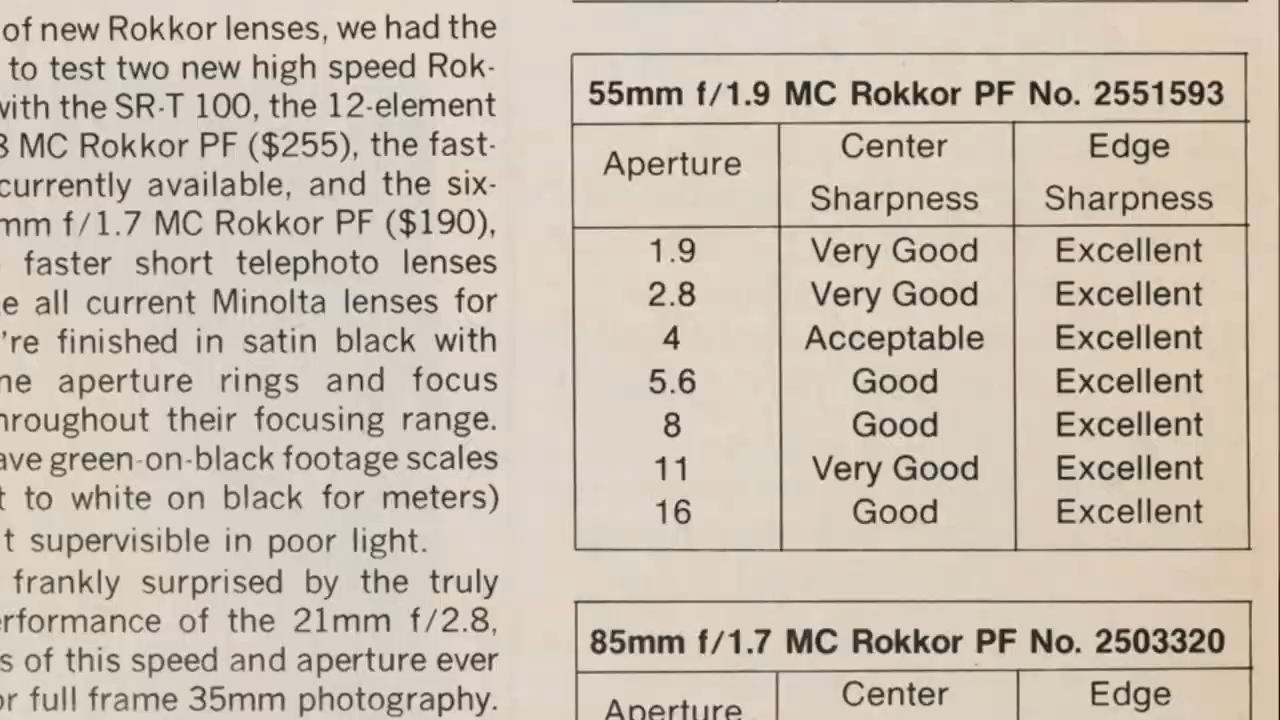 of new Rokkor lenses, we had the
to test two new high speed Rok-
with the SR-T 100, the 12-element
MC Rokkor PF ($255), the fast-
currently available, and the six-
mm f/1.7 MC Rokkor PF ($190),
faster short telephoto lenses
all current Minolta lenses for
're finished in satin black with
aperture rings and focus
throughout their focusing range.
green-on-black footage scales
to white on black for meters)
supervisible in poor light.
frankly surprised by the truly
performance of the 21mm f/2.8,
of this speed and aperture ever
or full frame 35mm photography.
55mm f/1.9 MC Rokkor PF No. 2551593
Aperture Center Sharpness Edge Sharpness
1.9 Very Good Excellent
2.8 Very Good Excellent
4 Acceptable Excellent
5.6 Good Excellent
8 Good Excellent
11 Very Good Excellent
16 Good Excellent
85mm f/1.7 MC Rokkor PF No. 2503320
Aperture Center Edge